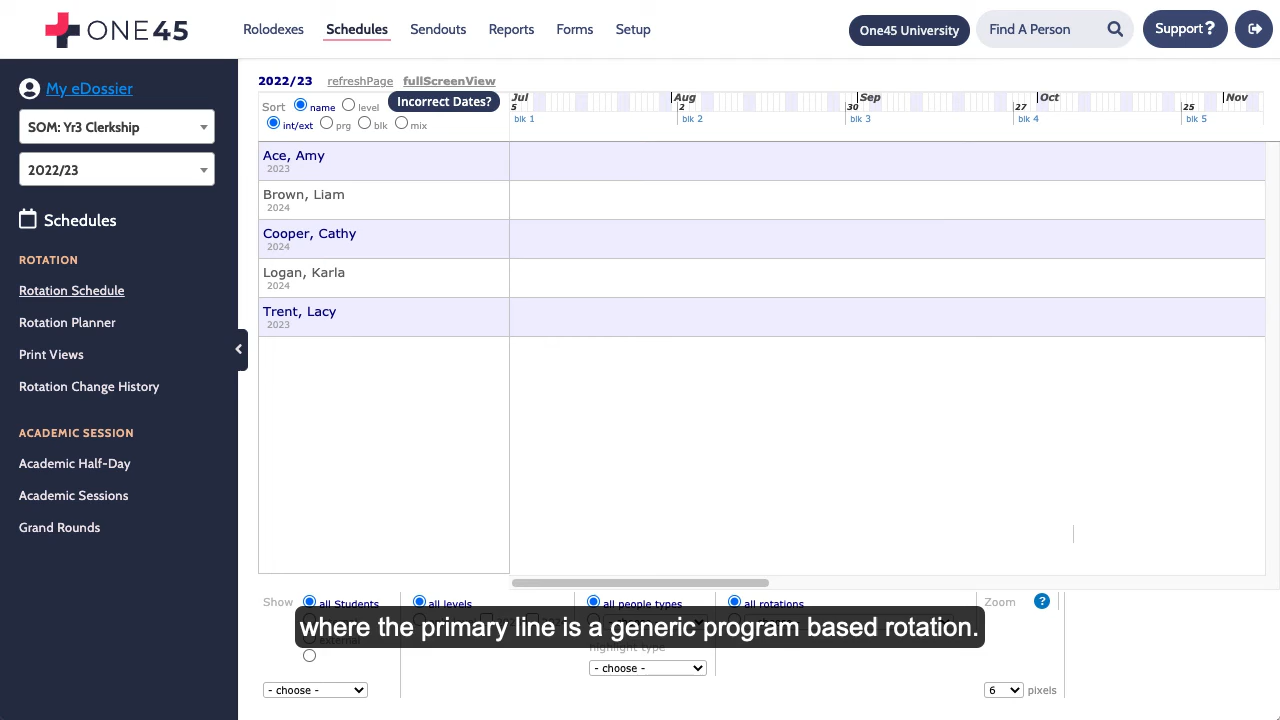 ONE45
Rolodexes
Schedules
Sendouts
Reports
Forms
Setup
One45 University
Find A Person
Support?
My eDossier
SOM: Yr3 Clerkship
2022/23
Schedules
ROTATION
Rotation Schedule
Rotation Planner
Print Views
Rotation Change History
ACADEMIC SESSION
Academic Half-Day
Academic Sessions
Grand Rounds
2022/23 refreshPage fullScreenView
Sort name level Incorrect Dates?
int/ext prg blk mix
Jul Aug Sep Oct Nov
5 2 30 27 25
blk 1 blk 2 blk 3 blk 4 blk 5
Ace, Amy
2023
Brown, Liam
2024
Cooper, Cathy
2024
Logan, Karla
2024
Trent, Lacy
2023
Show all Students all levels all people types all rotations Zoom ?
where the primary line is a generic program based rotation.
external
highlight type
- choose -
- choose - 6 pixels